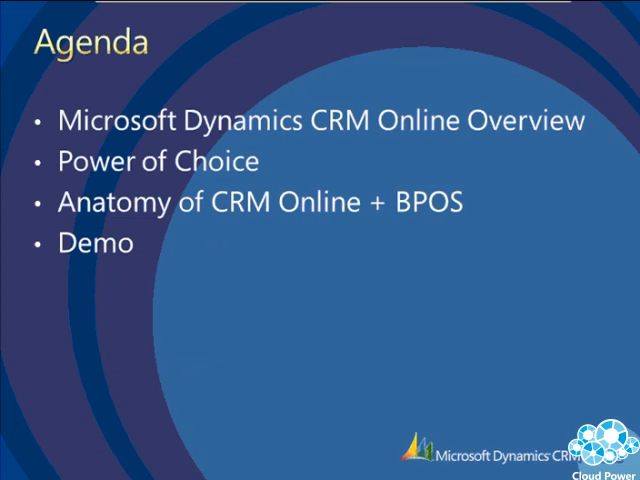 Agenda
• Microsoft Dynamics CRM Online Overview
• Power of Choice
• Anatomy of CRM Online + BPOS
• Demo
Microsoft Dynamics CRM
Cloud Power